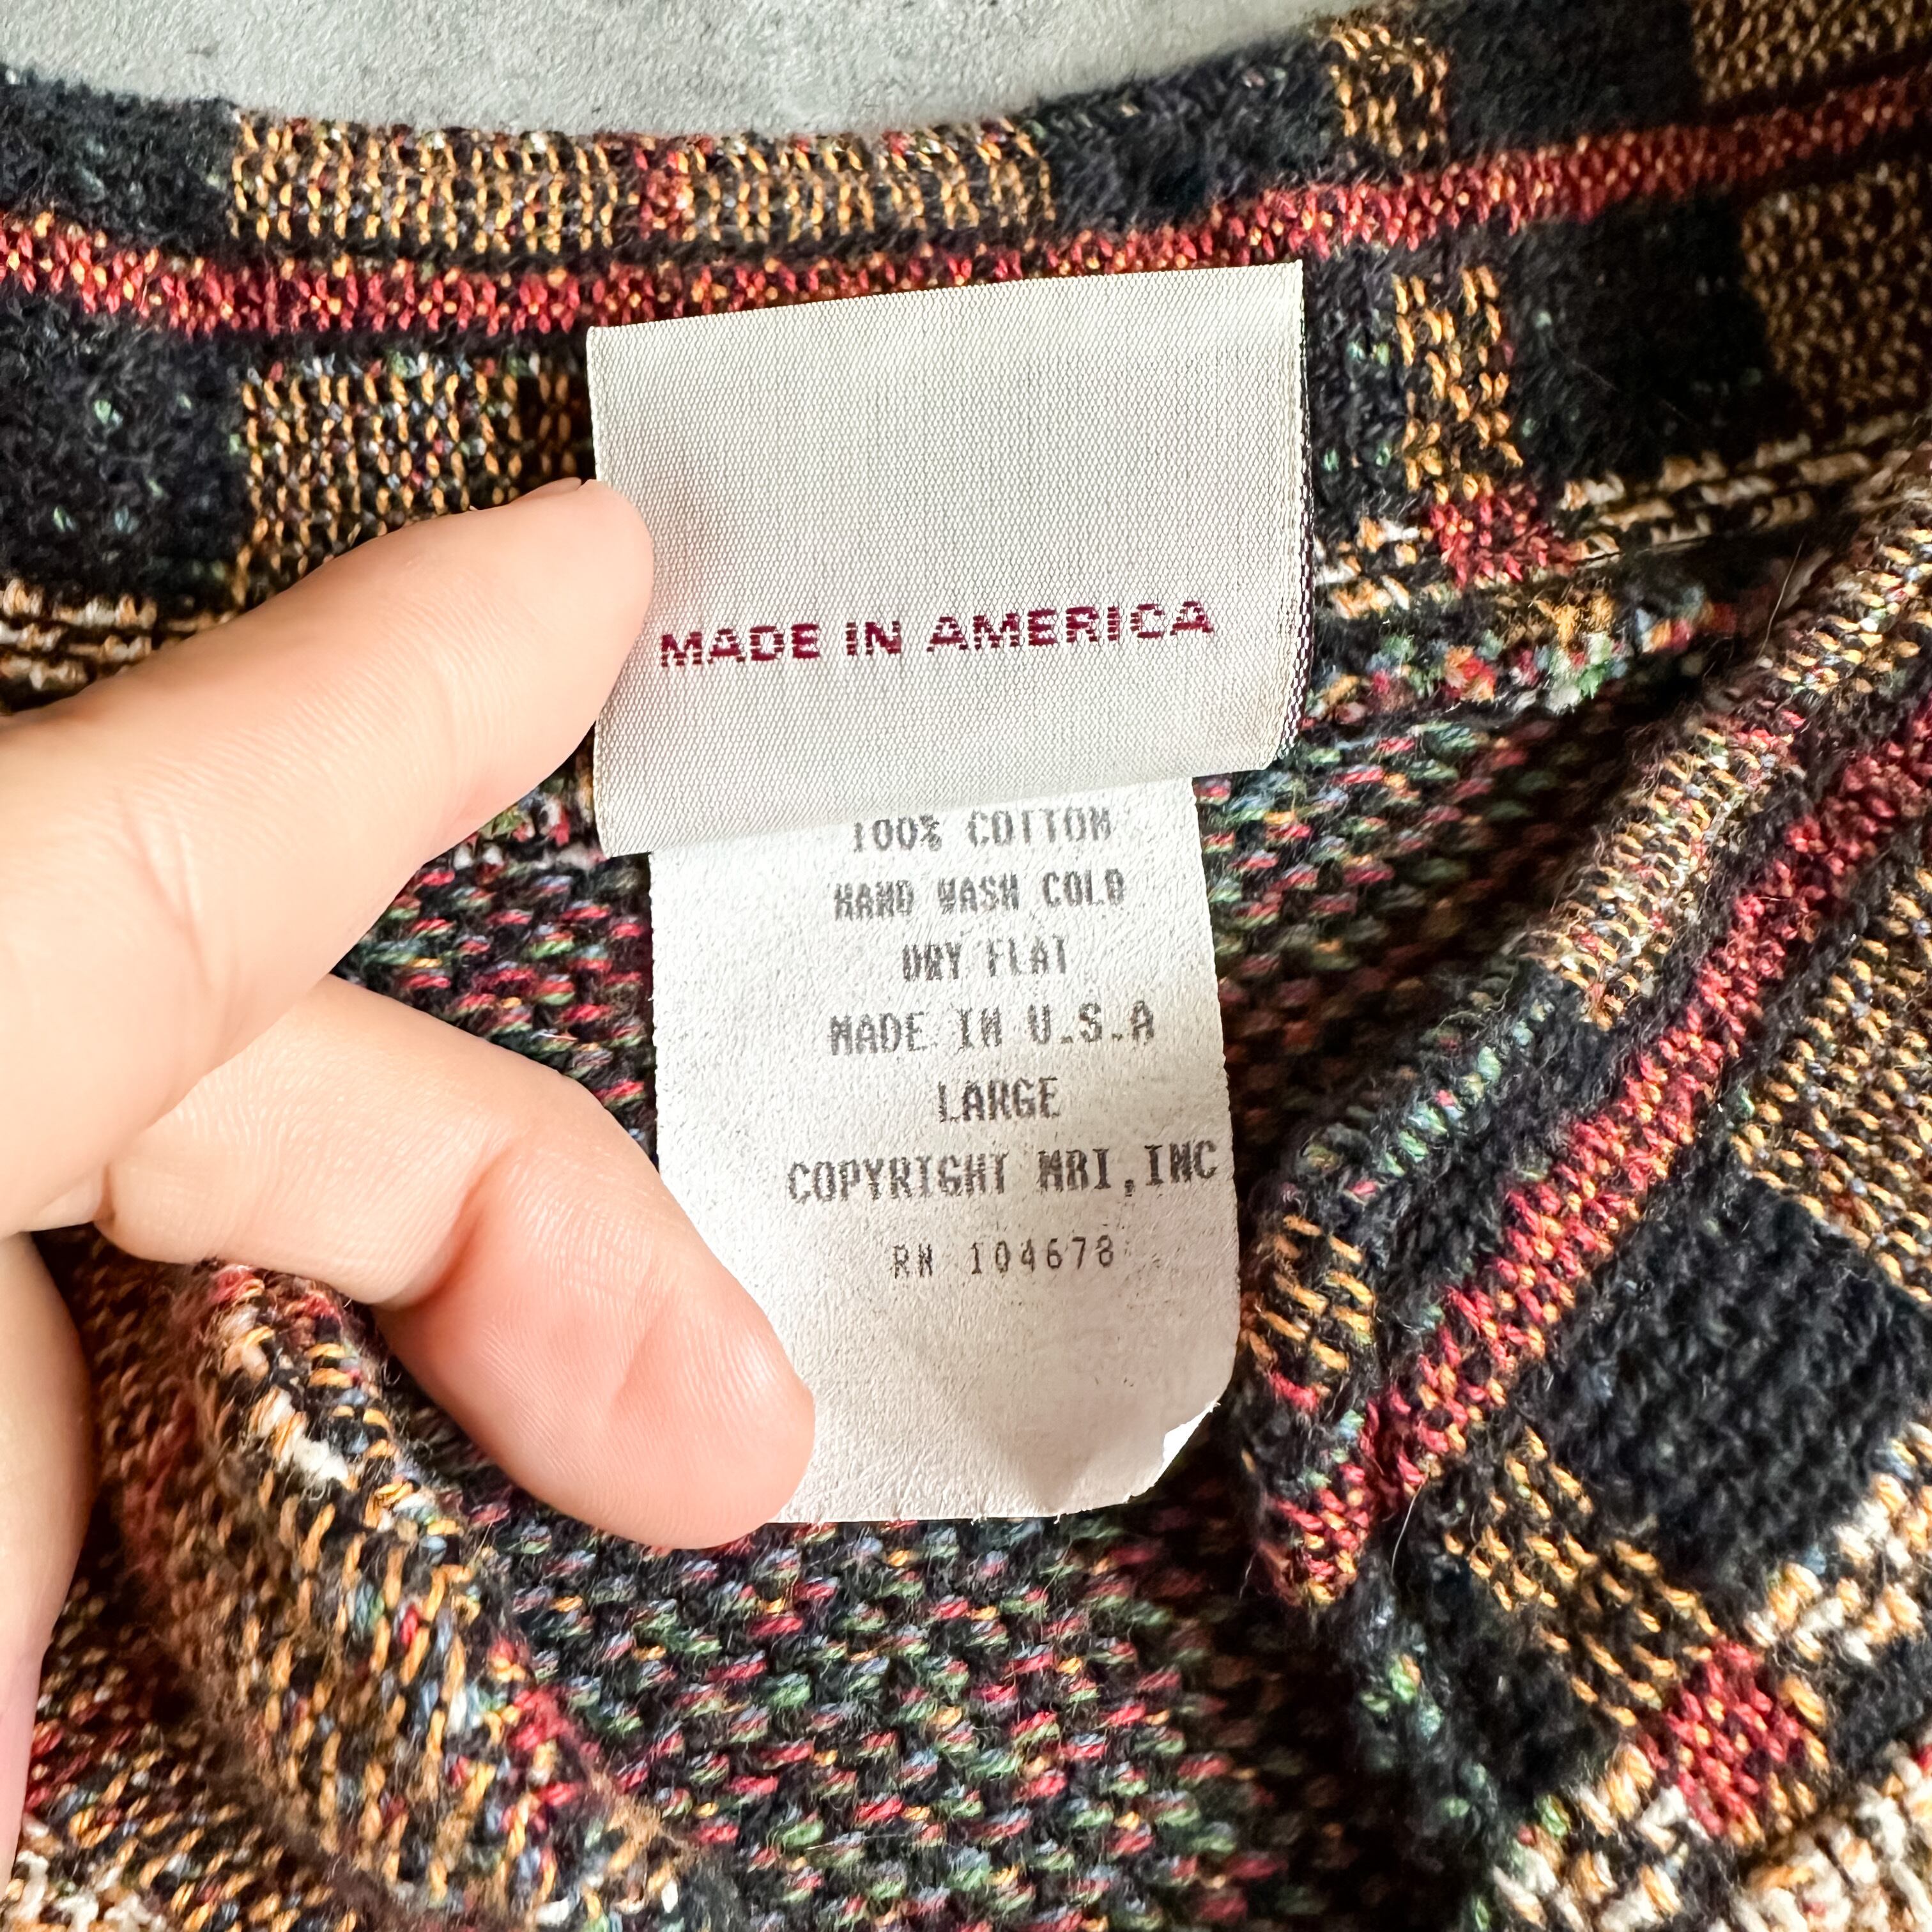 MADE IN AMERICA
100% COTTON
HAND WASH COLD
DRY FLAT
MADE IN U.S.A
LARGE
COPYRIGHT MRI,INC
RN 104678